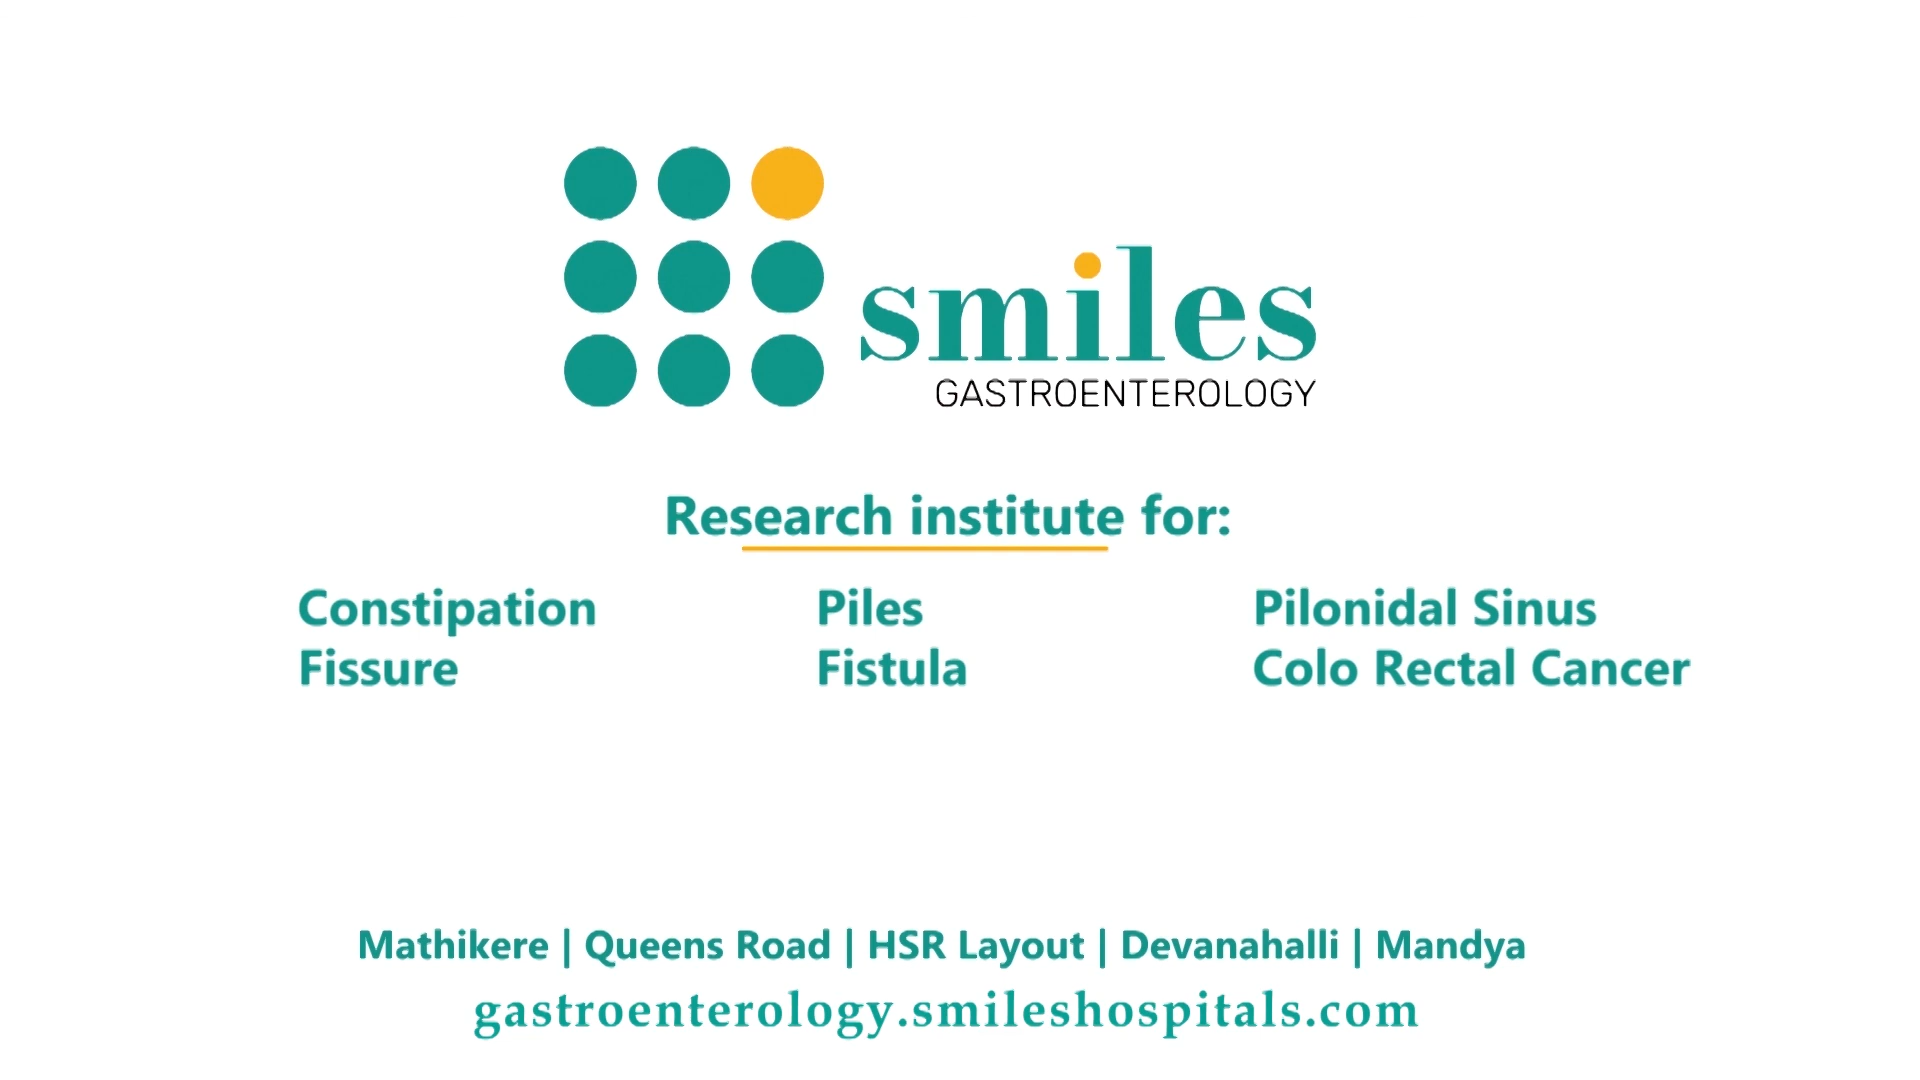 smiles
GASTROENTEROLOGY
Research institute for:
Constipation Piles Pilonidal Sinus
Fissure Fistula Colo Rectal Cancer
Mathikere | Queens Road | HSR Layout | Devanahalli | Mandya
gastroenterology.smileshospitals.com